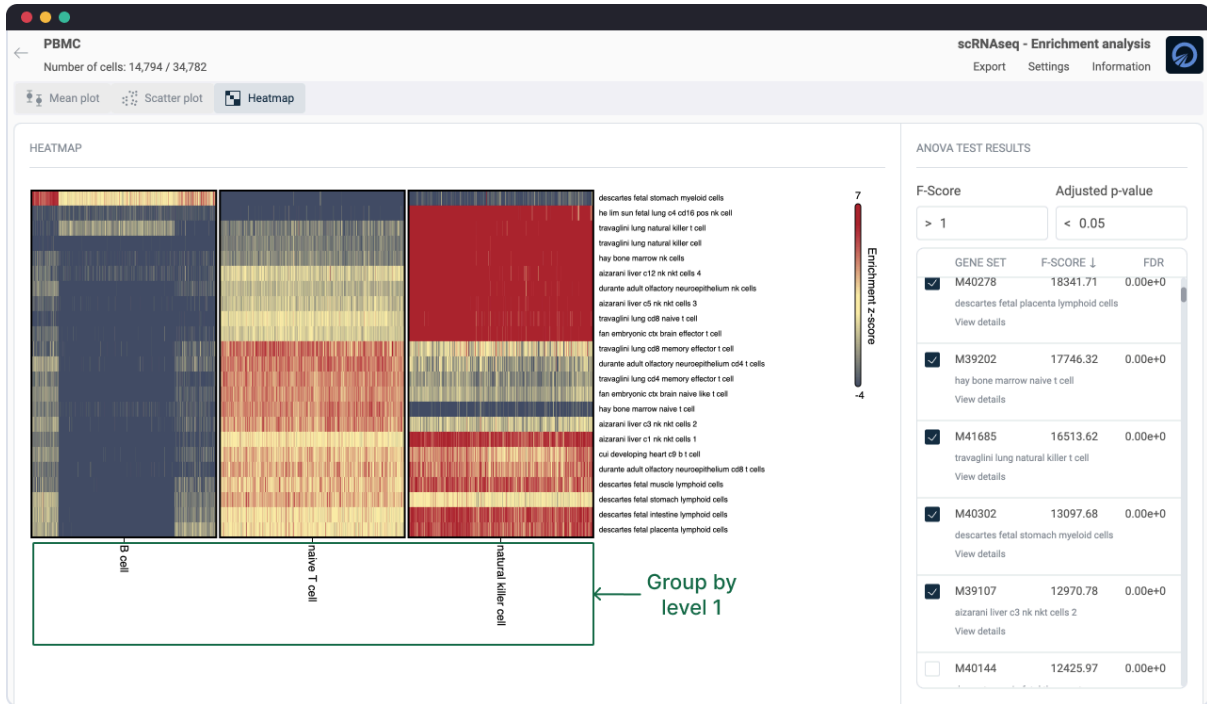 PBMC
Number of cells: 14,794 / 34,782
scRNAseq - Enrichment analysis
Export Settings Information
Mean plot Scatter plot Heatmap
HEATMAP
descartes fetal stomach myeloid cells
he lim sun fetal lung c4 cd16 pos nk cell
travaglini lung natural killer t cell
travaglini lung natural killer cell
hay bone marrow nk cells
aizarani liver c12 nk nkt cells 4
durante adult olfactory neuroepithelium nk cells
aizarani liver c5 nk nkt cells 3
travaglini lung cd8 naive t cell
fan embryonic ctx brain effector t cell
travaglini lung cd8 memory effector t cell
durante adult olfactory neuroepithelium cd4 t cells
travaglini lung cd4 memory effector t cell
fan embryonic ctx brain naive like t cell
hay bone marrow naive t cell
aizarani liver c3 nk nkt cells 2
aizarani liver c1 nk nkt cells 1
cui developing heart c9 b t cell
durante adult olfactory neuroepithelium cd8 t cells
descartes fetal muscle lymphoid cells
descartes fetal stomach lymphoid cells
descartes fetal intestine lymphoid cells
descartes fetal placenta lymphoid cells
7
Enrichment z-score
-4
B cell
naive T cell
natural killer cell
Group by
level 1
ANOVA TEST RESULTS
F-Score Adjusted p-value
> 1 < 0.05
GENE SET F-SCORE ↓ FDR
M40278 18341.71 0.00e+0
descartes fetal placenta lymphoid cells
View details
M39202 17746.32 0.00e+0
hay bone marrow naive t cell
View details
M41685 16513.62 0.00e+0
travaglini lung natural killer t cell
View details
M40302 13097.68 0.00e+0
descartes fetal stomach myeloid cells
View details
M39107 12970.78 0.00e+0
aizarani liver c3 nk nkt cells 2
View details
M40144 12425.97 0.00e+0